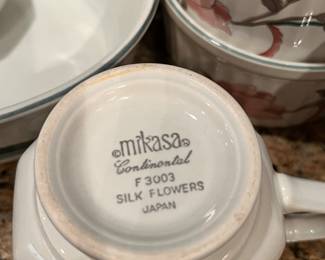 ©mikasa®
Continental
F 3003
SILK FLOWERS
JAPAN